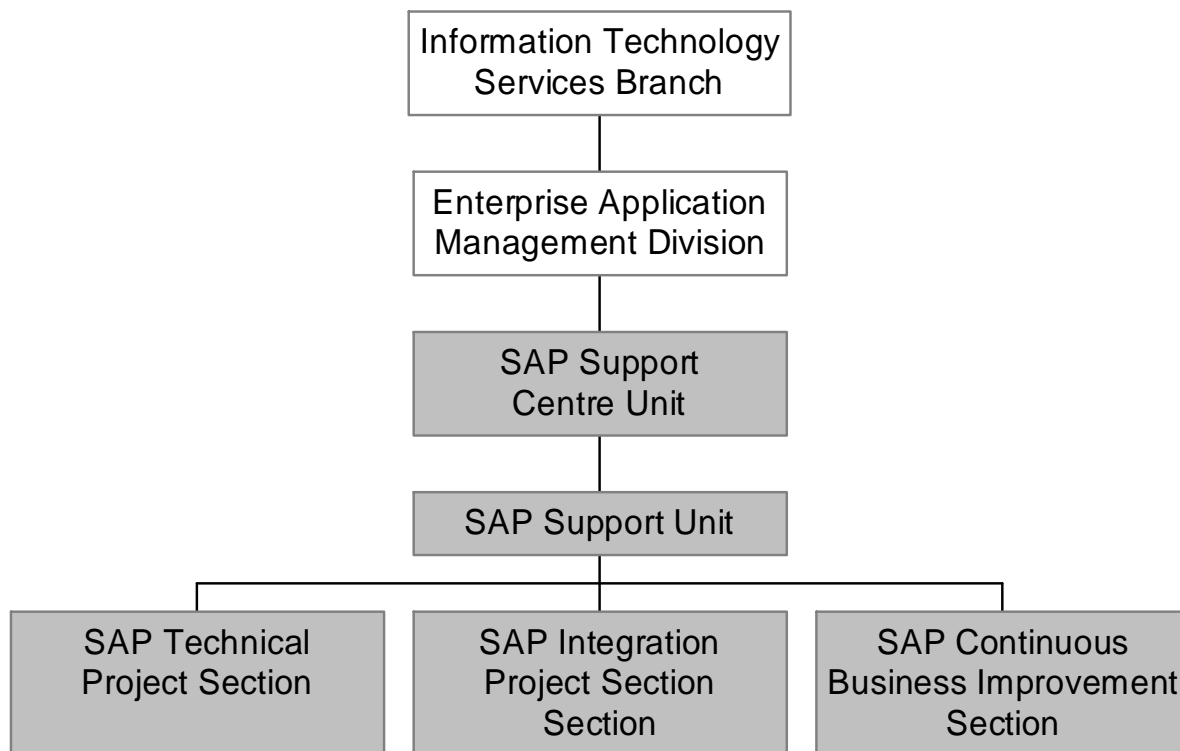 Information Technology
Services Branch
Enterprise Application
Management Division
SAP Support
Centre Unit
SAP Support Unit
SAP Technical
Project Section
SAP Integration
Project Section
Section
SAP Continuous
Business Improvement
Section